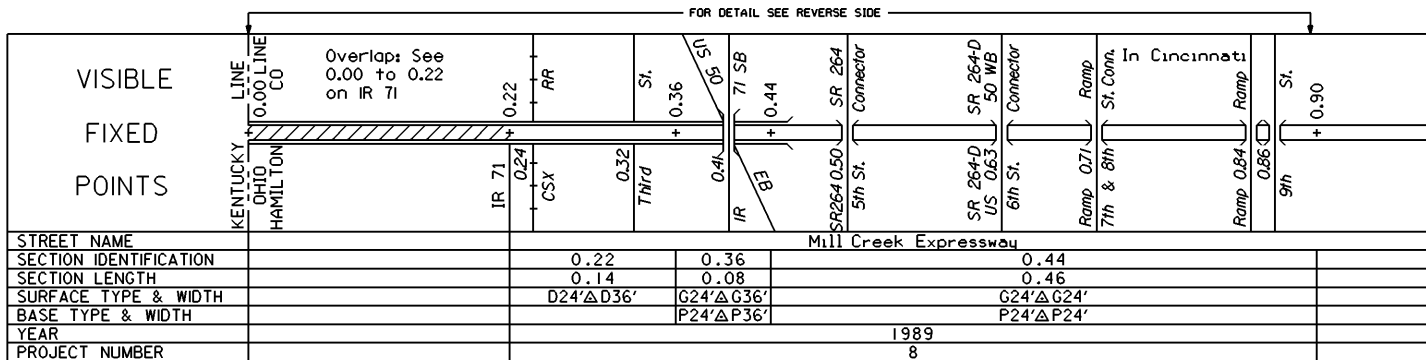 FOR DETAIL SEE REVERSE SIDE
VISIBLE
FIXED
POINTS
KENTUCKY LINE
OHIO 0.00 LINE
HAMILTON CO
Overlap: See
0.00 to 0.22
on IR 71
IR 71 0.22
0.24
CSX RR
0.32
Third St.
0.36
US 50 EB
0.41
IR 71 SB
0.44
SR264 0.50 SR 264
5th St. Connector
SR 264-D SR 264-D
US 0.63 50 WB
6th St. Connector
Ramp 0.71 Ramp
7th & 8th St. Conn.
In Cincinnati
Ramp 0.84 Ramp
0.86
9th St.
0.90
STREET NAME Mill Creek Expressway
SECTION IDENTIFICATION 0.22 0.36 0.44
SECTION LENGTH 0.14 0.08 0.46
SURFACE TYPE & WIDTH D24'△D36' G24'△G36' G24'△G24'
BASE TYPE & WIDTH P24'△P36' P24'△P24'
YEAR 1989
PROJECT NUMBER 8